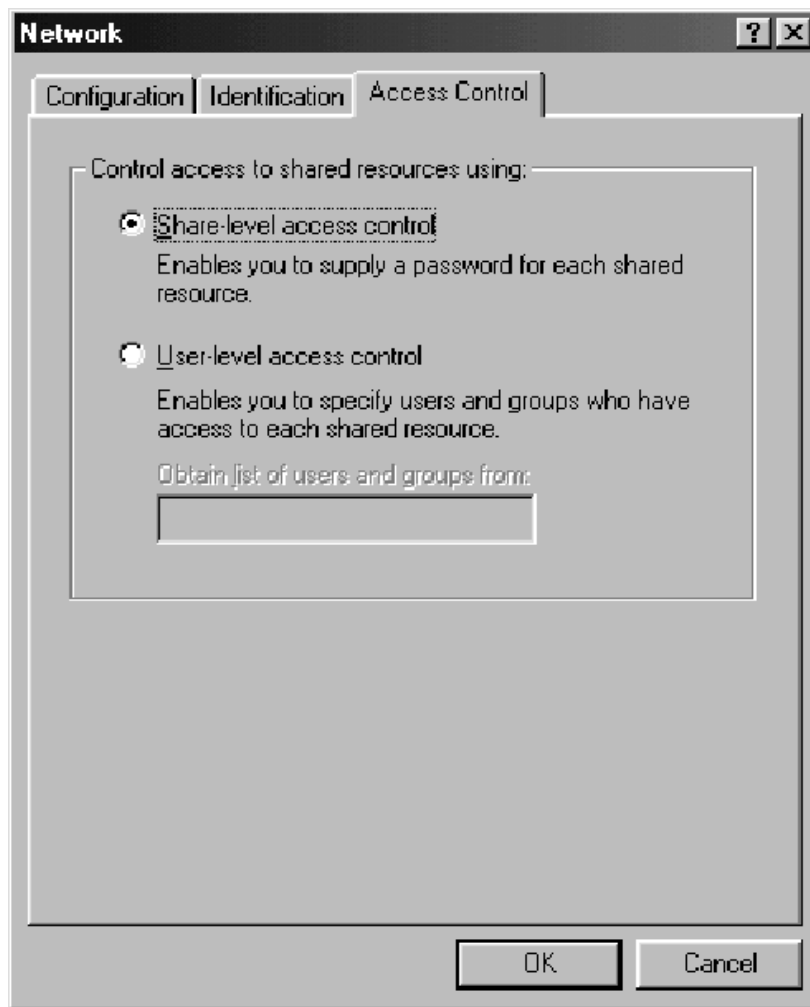 Network
Configuration Identification Access Control
Control access to shared resources using:
Share-level access control
Enables you to supply a password for each shared
resource.
User-level access control
Enables you to specify users and groups who have
access to each shared resource.
Obtain list of users and groups from:
OK Cancel